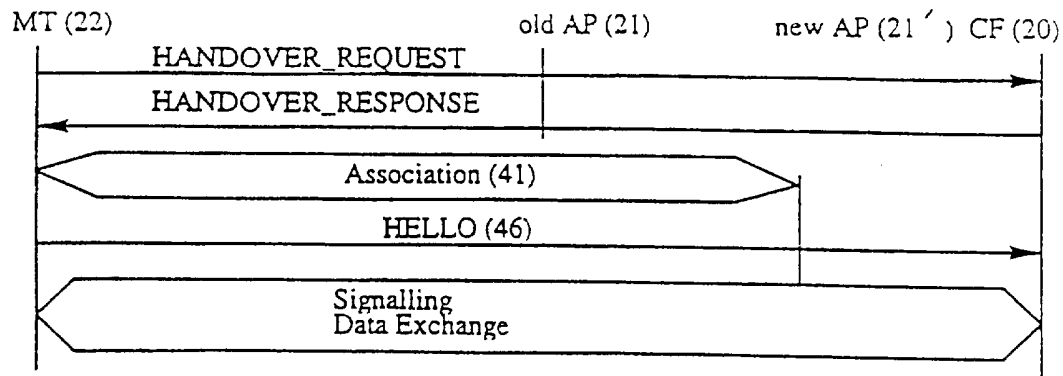 MT (22) old AP (21) new AP (21´) CF (20)
HANDOVER_REQUEST
HANDOVER_RESPONSE
Association (41)
HELLO (46)
Signalling
Data Exchange